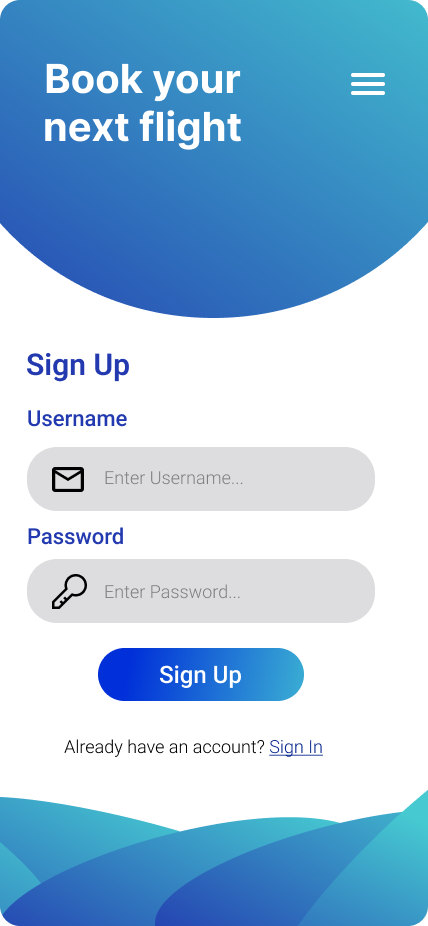 Book your
next flight
Sign Up
Username
Enter Username...
Password
Enter Password...
Sign Up
Already have an account? Sign In